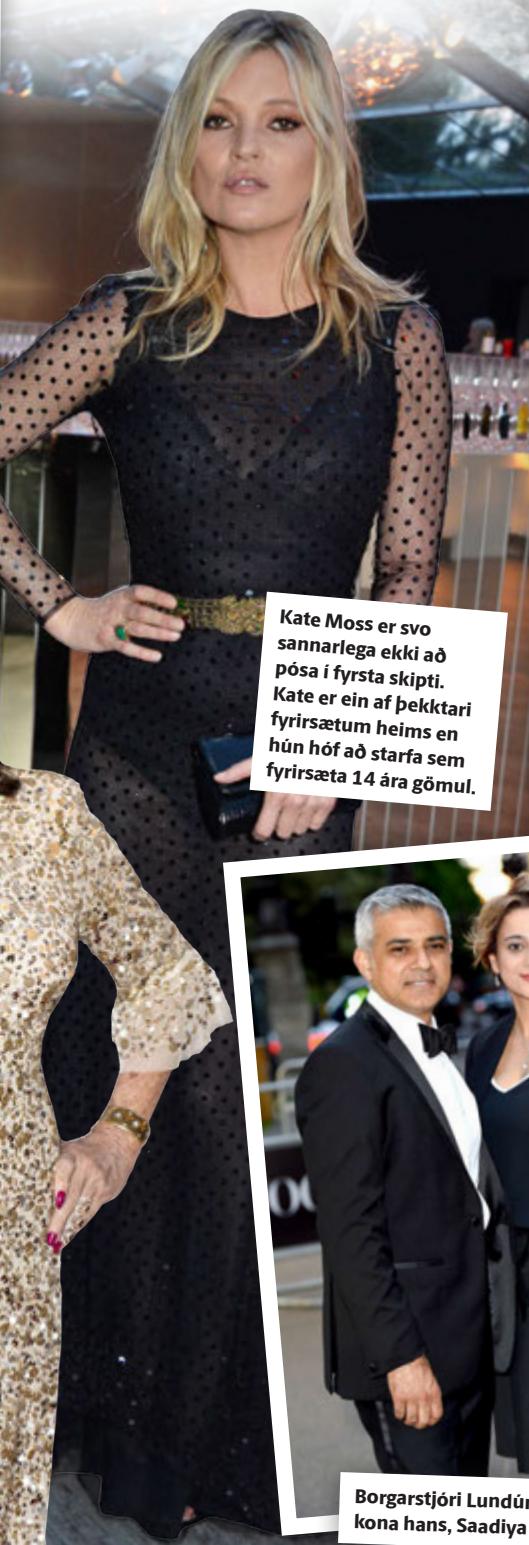 Kate Moss er svo
sannarlega ekki að
pósa í fyrsta skipti.
Kate er ein af þekktari
fyrirsætum heims en
hún hóf að starfa sem
fyrirsæta 14 ára gömul.
Borgarstjóri
kona hans, Saadiya